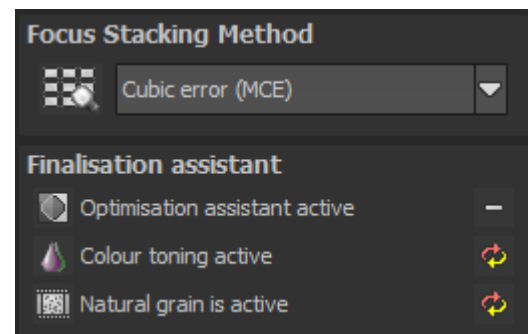 Focus Stacking Method
Cubic error (MCE)
Finalisation assistant
Optimisation assistant active
Colour toning active
Natural grain is active